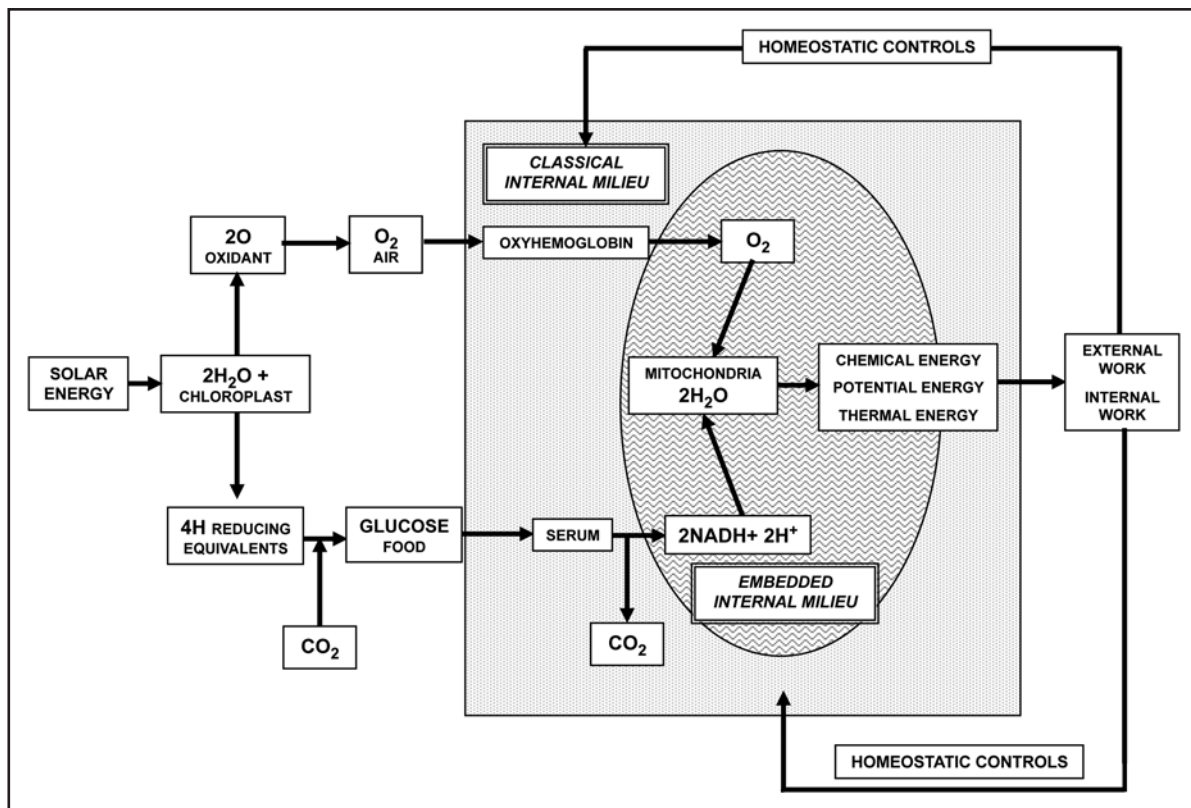 HOMEOSTATIC CONTROLS
CLASSICAL
INTERNAL MILIEU
2O
OXIDANT
O₂
AIR
OXYHEMOGLOBIN
O₂
SOLAR
ENERGY
2H₂O +
CHLOROPLAST
MITOCHONDRIA
2H₂O
CHEMICAL ENERGY
POTENTIAL ENERGY
THERMAL ENERGY
EXTERNAL
WORK
INTERNAL
WORK
4H REDUCING
EQUIVALENTS
GLUCOSE
FOOD
SERUM
2NADH+ 2H⁺
EMBEDDED
INTERNAL MILIEU
CO₂
CO₂
HOMEOSTATIC CONTROLS